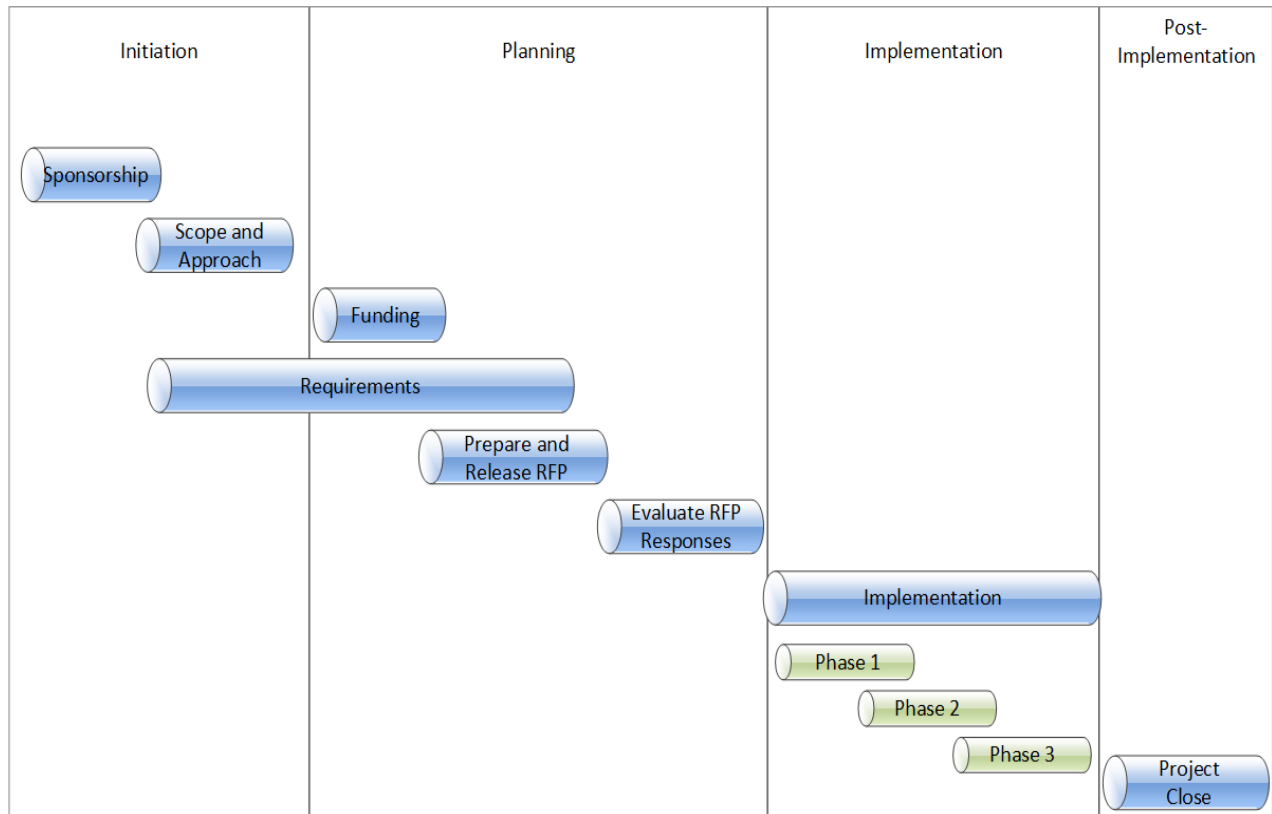 Initiation
Planning
Implementation
Post-
Implementation
Sponsorship
Scope and
Approach
Funding
Requirements
Prepare and
Release RFP
Evaluate RFP
Responses
Implementation
Phase 1
Phase 2
Phase 3
Project
Close